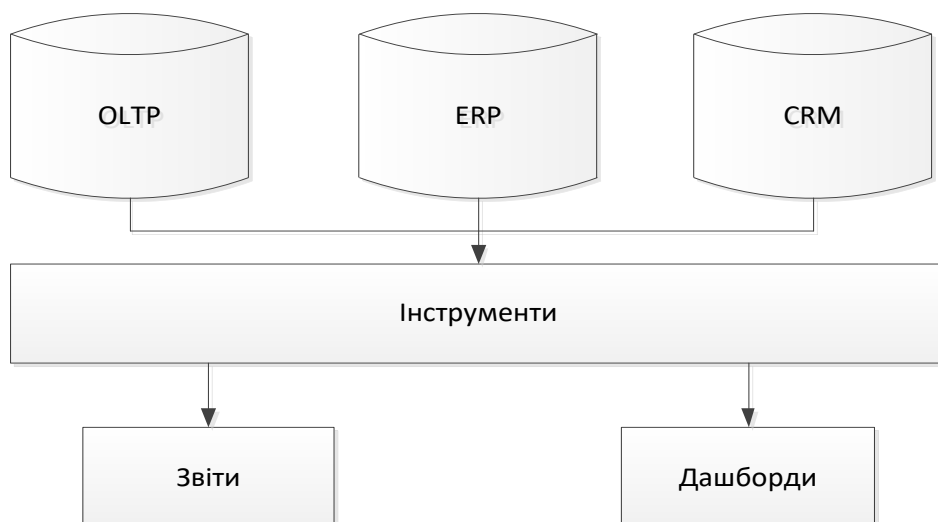 OLTP
ERP
CRM
Інструменти
Звіти
Дашборди